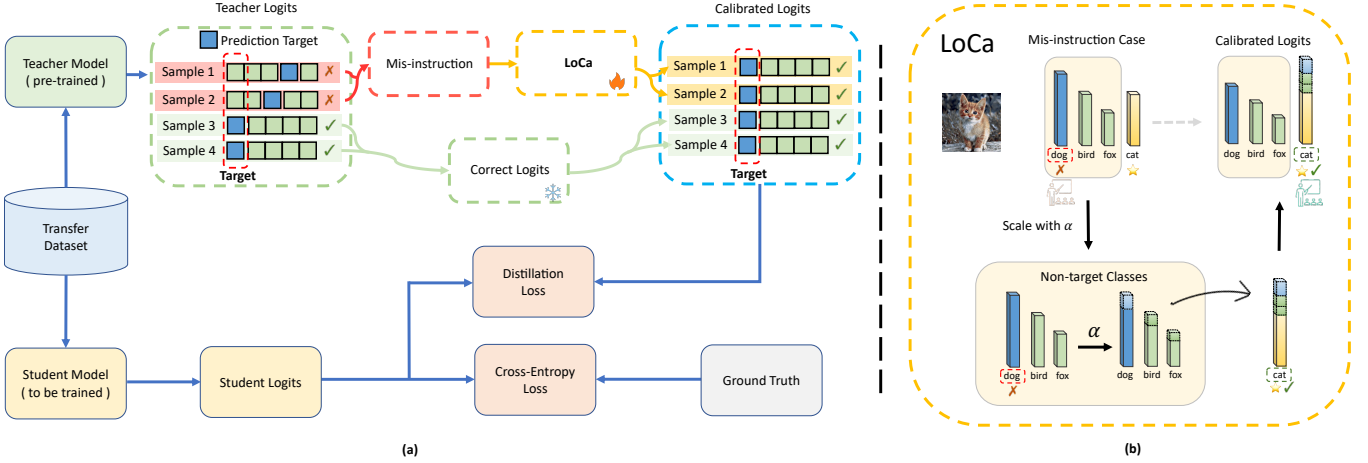 Teacher Logits
Calibrated Logits
Teacher Model
( pre-trained )
Prediction Target
Sample 1
Sample 2
Sample 3
Sample 4
Target
Mis-instruction
LoCa
Correct Logits
Sample 1
Sample 2
Sample 3
Sample 4
Target
Transfer
Dataset
Distillation
Loss
Student Model
( to be trained )
Student Logits
Cross-Entropy
Loss
Ground Truth
(a)
LoCa
Mis-instruction Case
Calibrated Logits
dog bird fox cat
dog bird fox cat
Scale with α
Non-target Classes
α
dog bird fox
dog bird fox
cat
(b)